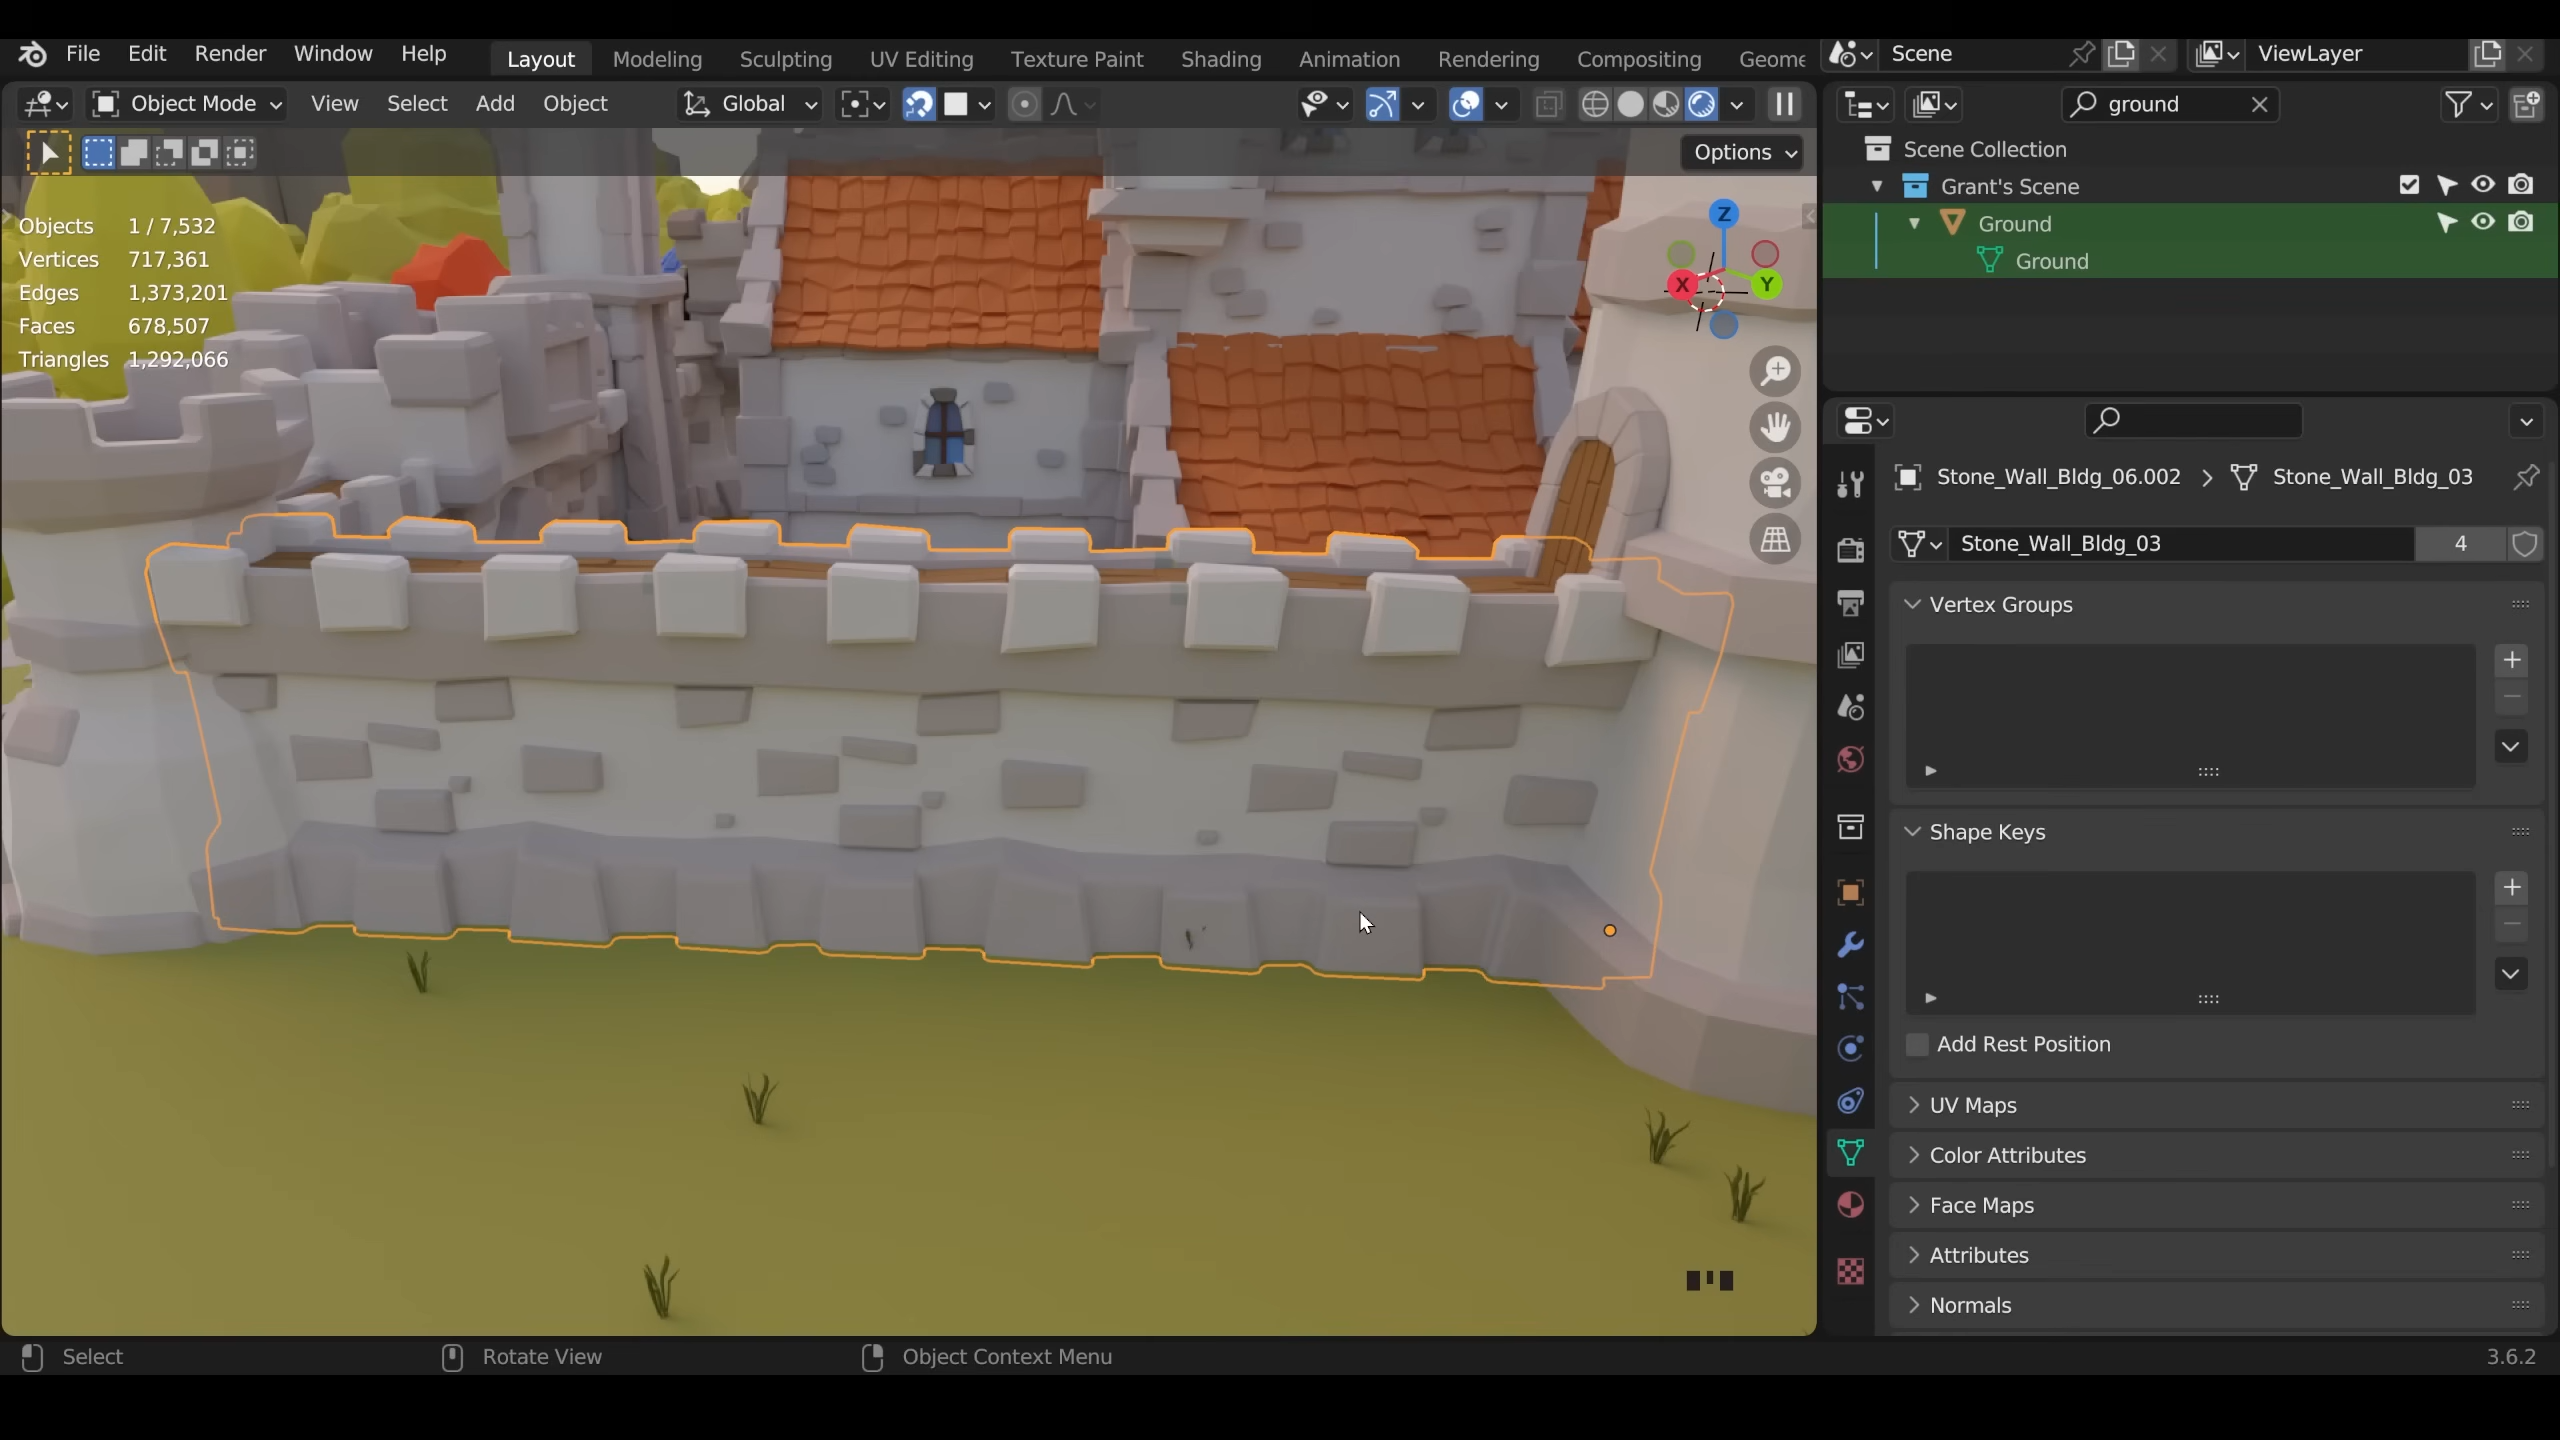 File Edit Render Window Help Layout Modeling Sculpting UV Editing Texture Paint Shading Animation Rendering Compositing Geome Scene ViewLayer
Object Mode View Select Add Object Global ground
Options
Scene Collection
Grant's Scene
Ground
Ground
Objects 1 / 7,532
Vertices 717,361
Edges 1,373,201
Faces 678,507
Triangles 1,292,066
Z
X
Y
Stone_Wall_Bldg_06.002 Stone_Wall_Bldg_03
Stone_Wall_Bldg_03 4
Vertex Groups
Shape Keys
Add Rest Position
UV Maps
Color Attributes
Face Maps
Attributes
Normals
Select Rotate View Object Context Menu 3.6.2